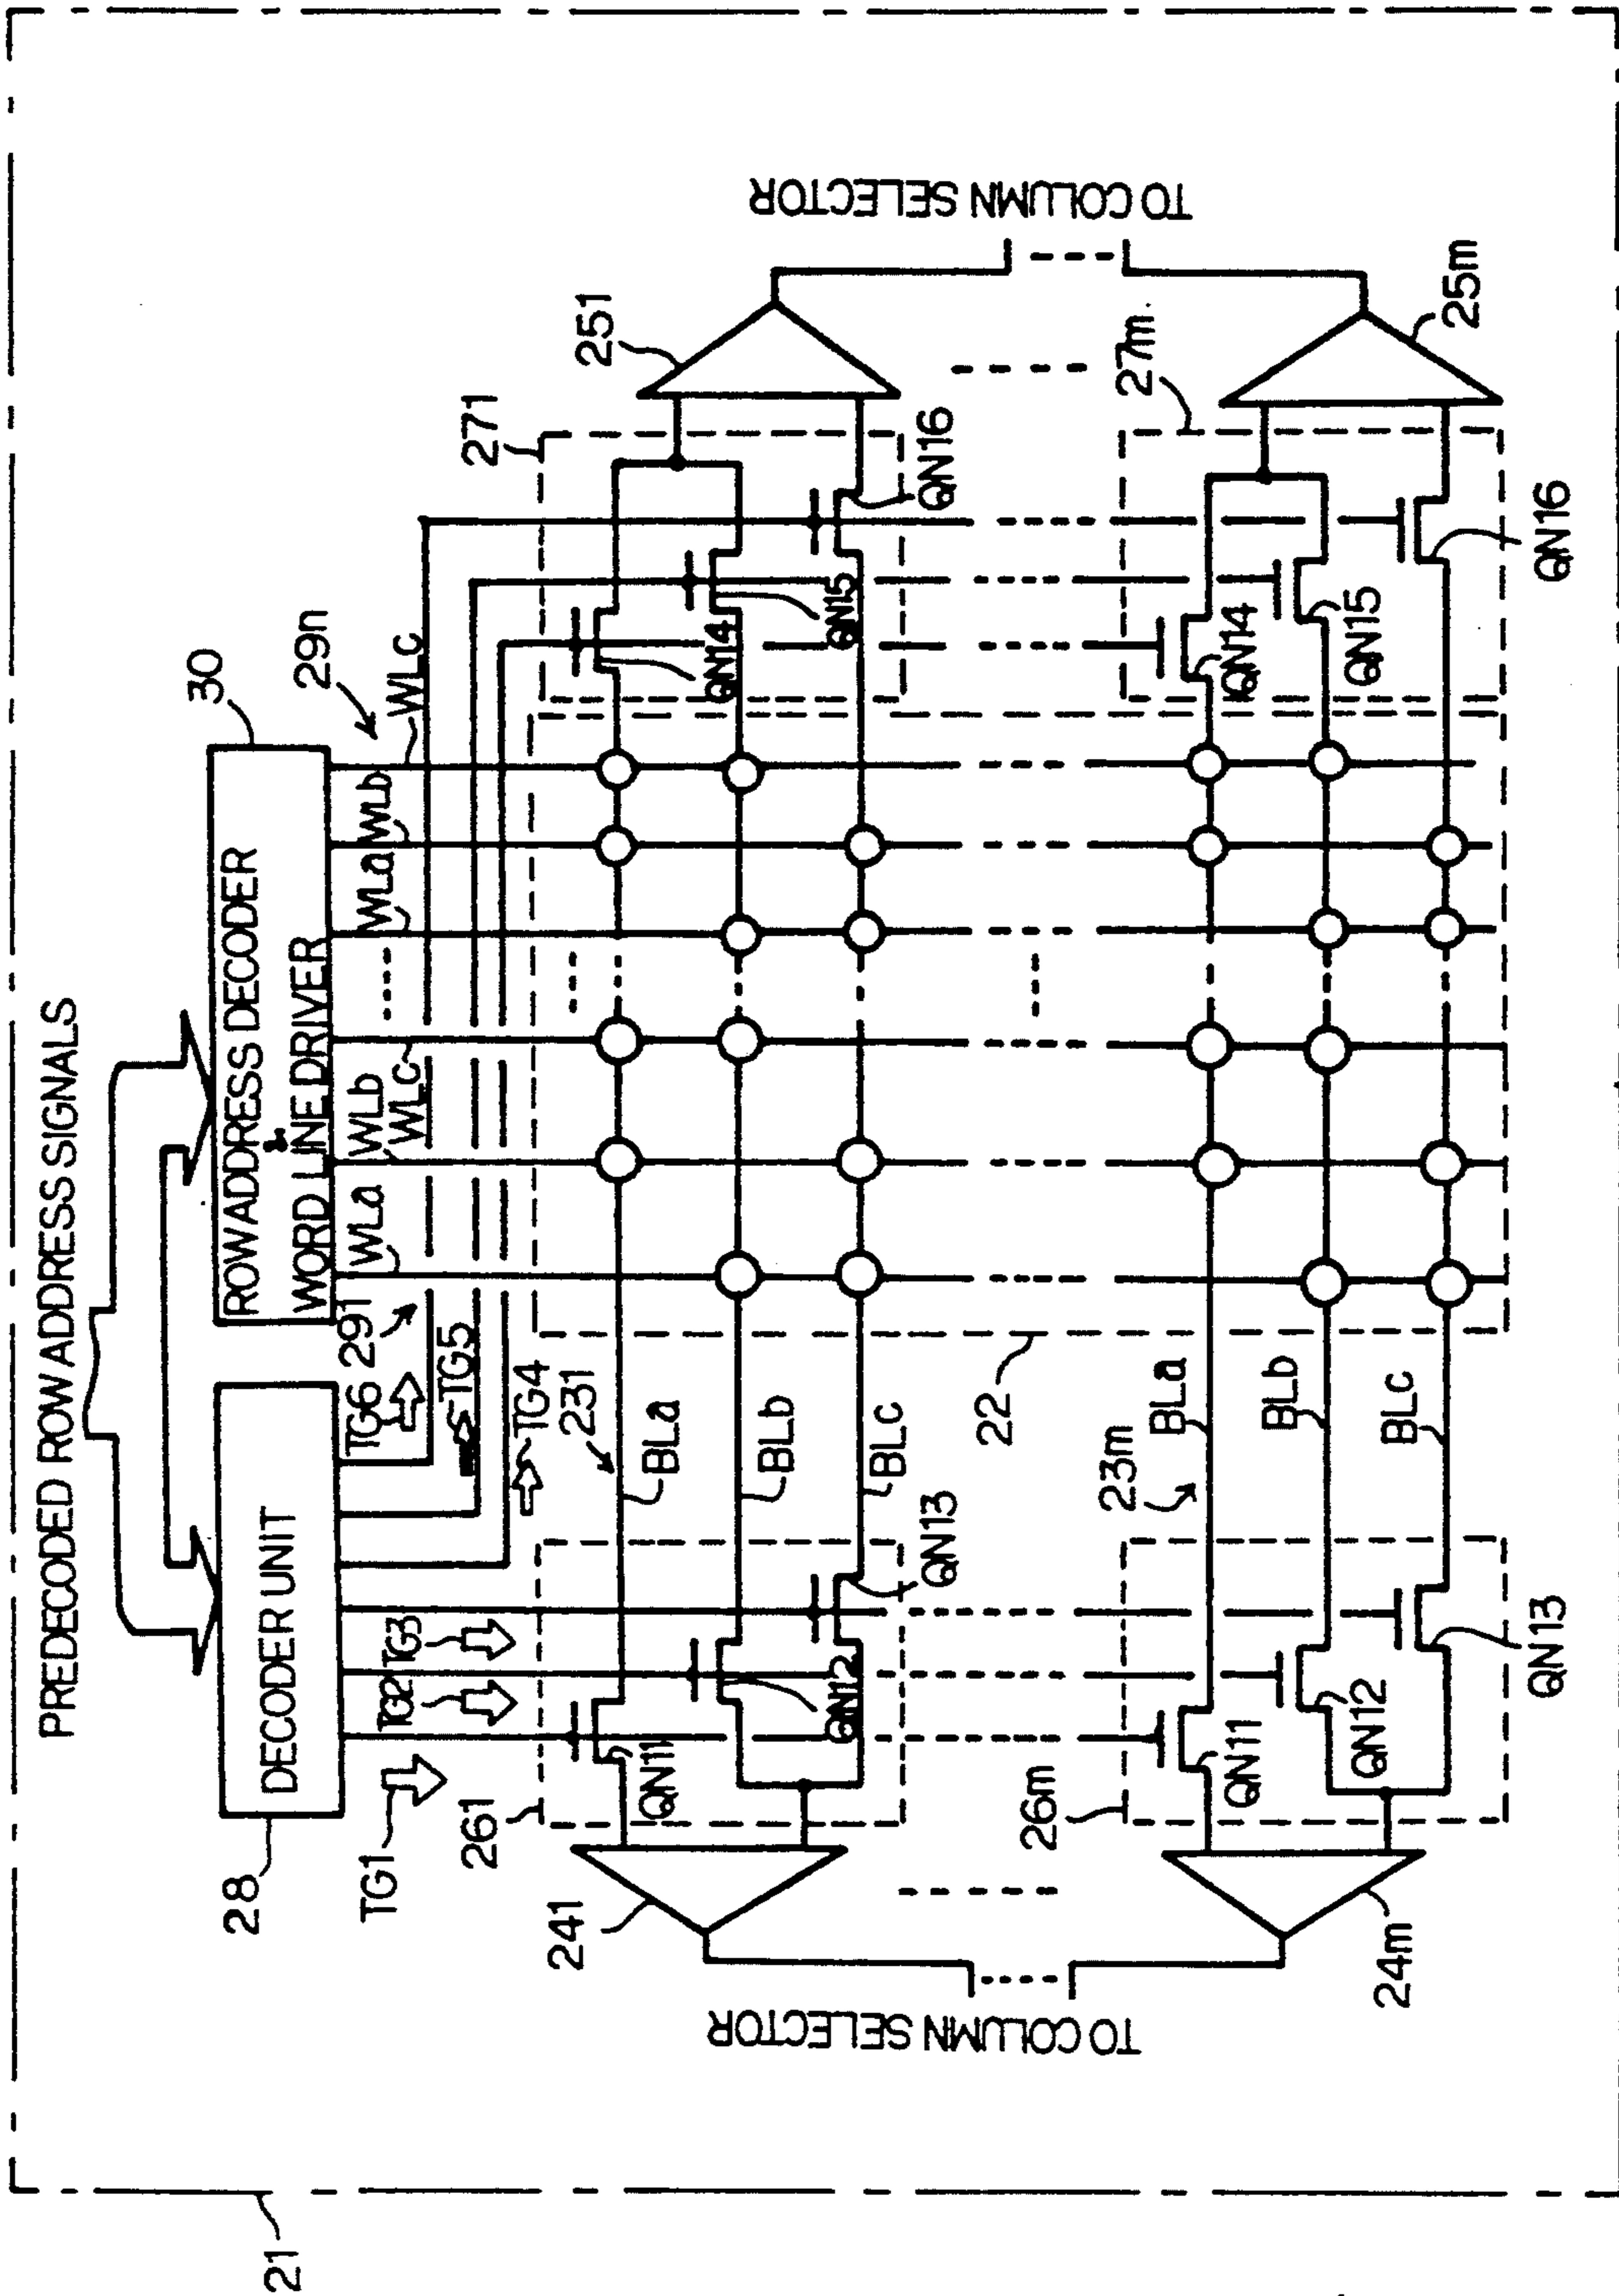 PREDECODED ROW ADDRESS SIGNALS
21
28
DECODER UNIT
30
ROW ADDRESS DECODER
&
WORD LINE DRIVER
TG1
TG2
TG3
TG6
TG5
TG4
291
WLa
WLb
WLc
WLa
WLb
WLC
29n
261
231
271
241
QN11
QN12
QN13
BLa
BLb
BLC
QN14
QN15
QN16
251
22
TO COLUMN SELECTOR
TO COLUMN SELECTOR
26m
23m
27m
24m
QN11
QN12
QN13
BLa
BLb
BLC
QN14
QN15
QN16
25m